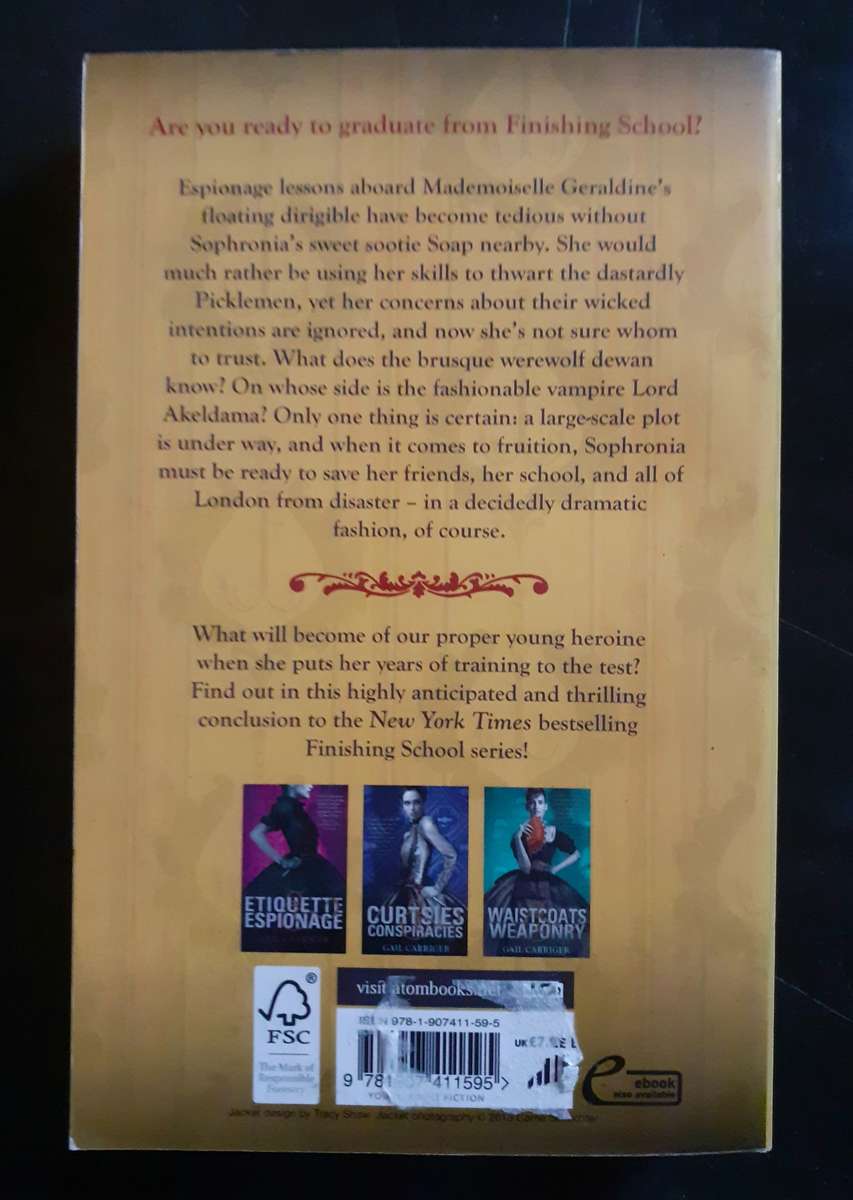 Are you ready to graduate from Finishing School?
Espionage lessons aboard Mademoiselle Geraldine's
floating dirigible have become tedious without
Sophronia's sweet sootie Soap nearby. She would
much rather be using her skills to thwart the dastardly
Picklemen, yet her concerns about their wicked
intentions are ignored, and now she's not sure whom
to trust. What does the brusque werewolf dewan
know? On whose side is the fashionable vampire Lord
Akeldama? Only one thing is certain: a large-scale plot
is under way, and when it comes to fruition, Sophronia
must be ready to save her friends, her school, and all of
London from disaster – in a decidedly dramatic
fashion, of course.
What will become of our proper young heroine
when she puts her years of training to the test?
Find out in this highly anticipated and thrilling
conclusion to the New York Times bestselling
Finishing School series!
ETIQUETTE
ESPIONAGE
CURTSIES
CONSPIRACIES
GAIL CARRIGER
WAISTCOATS
WEAPONRY
GAIL CARRIGER
®
FSC
The Mark of
Responsible
Forestry
visit atombooks.net
ISBN 978-1-907411-59-5
UK
411595
FICTION
ebook
also available
Jacket design by Tracy Shaw. Jacket photography ©